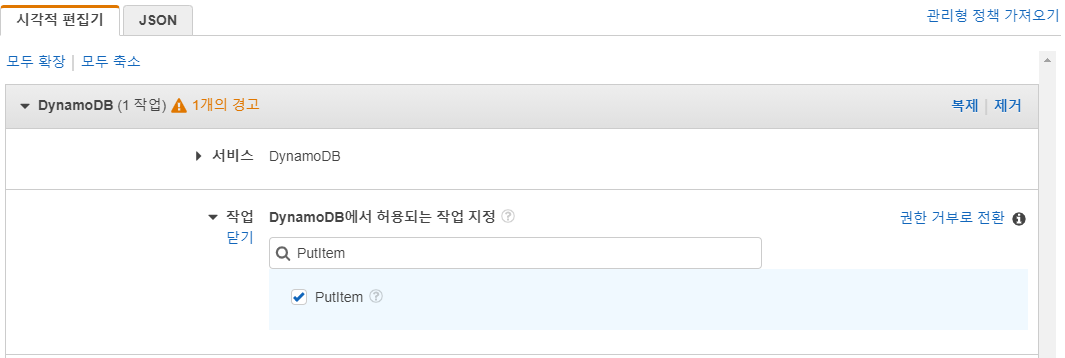 시각적 편집기 JSON 관리형 정책 가져오기
모두 확장 | 모두 축소
DynamoDB (1 작업) 1개의 경고 복제 | 제거
서비스 DynamoDB
작업 DynamoDB에서 허용되는 작업 지정 권한 거부로 전환
닫기
PutItem
PutItem